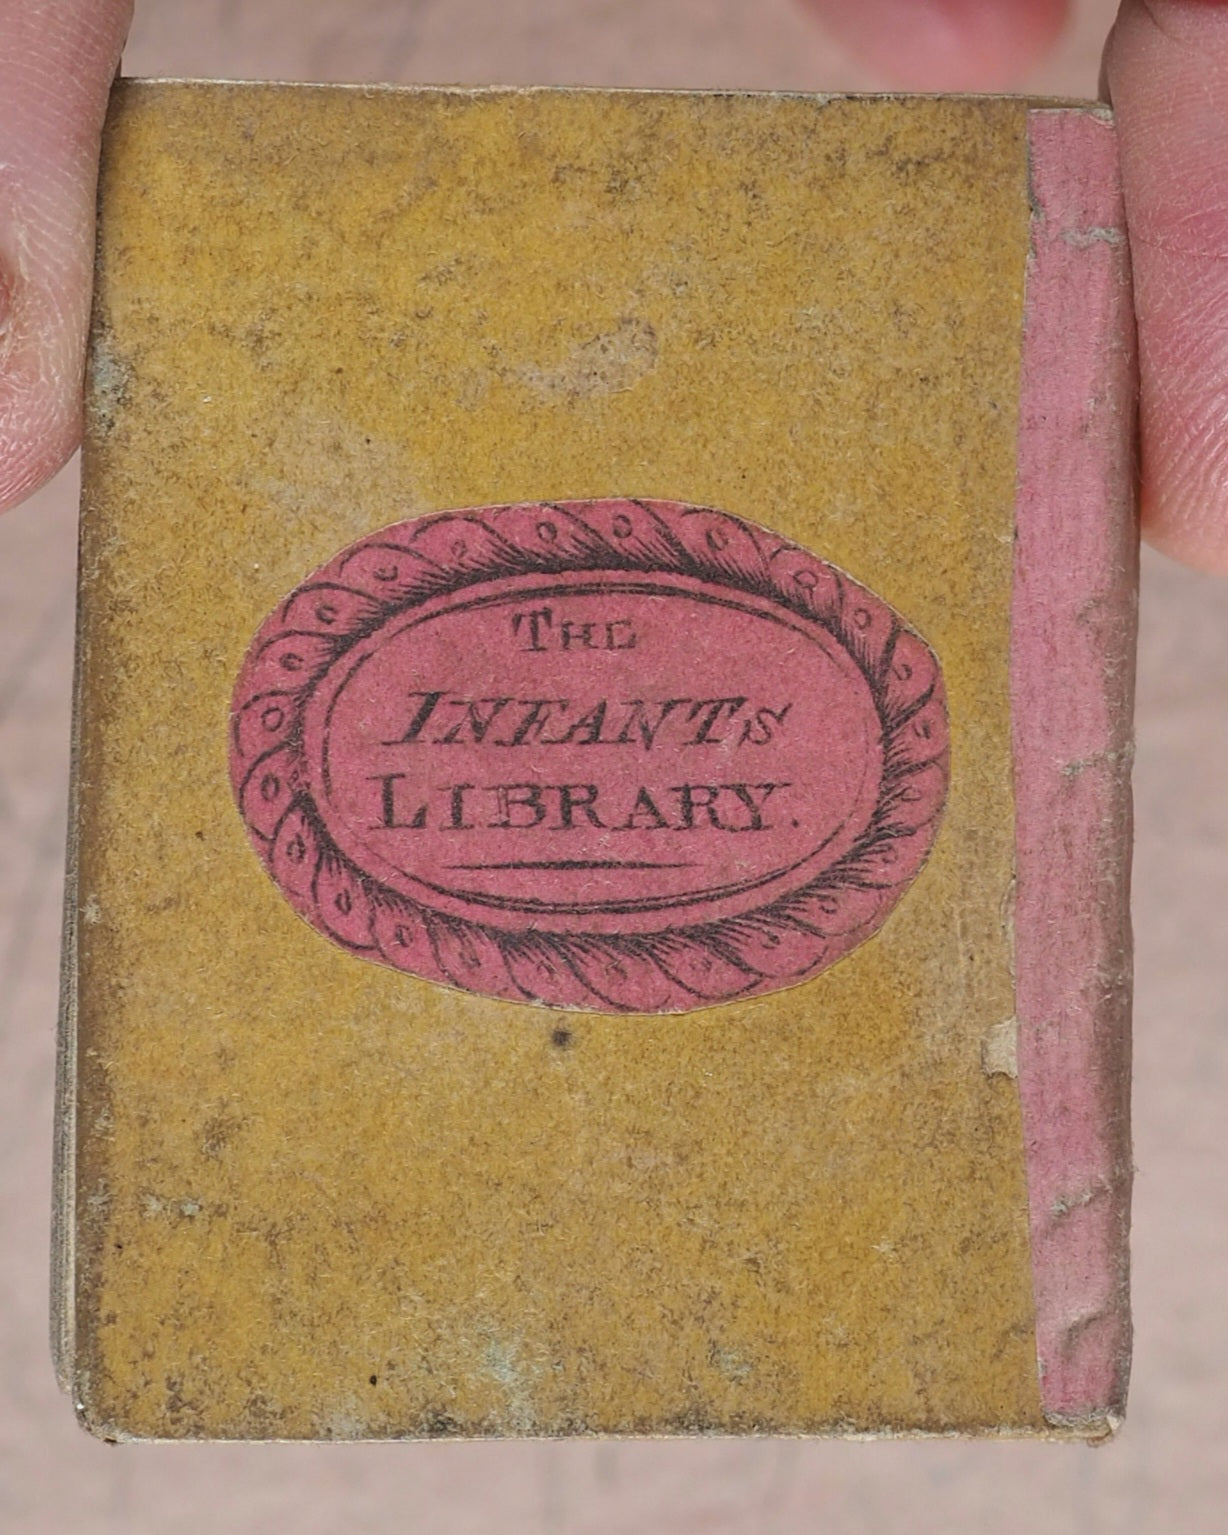 THE
INFANTS
LIBRARY.